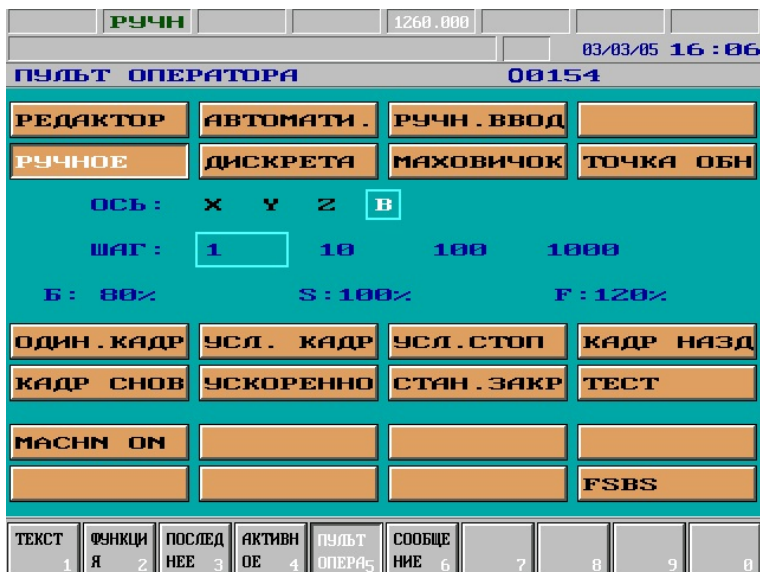 РУЧН 1260.000
03/03/05 16:06
ПУЛЬТ ОПЕРАТОРА O0154
РЕДАКТОР АВТОМАТИ. РУЧН.ВВОД
РУЧНОЕ ДИСКРЕТА МАХОВИЧОК ТОЧКА ОБН
ОСЬ: X Y Z B
ШАГ: 1 10 100 1000
Б: 80% S:100% F:120%
ОДИН.КАДР УСЛ. КАДР УСЛ.СТОП КАДР НАЗД
КАДР СНОВ УСКОРЕННО СТАН.ЗАКР ТЕСТ
MACHN ON
FSBS
ТЕКСТ ФУНКЦИ ПОСЛЕД АКТИВН ПУЛЬТ СООБЩЕ
1 Я 2 НЕЕ 3 ОЕ 4 ОПЕРА5 НИЕ 6 7 8 9 0